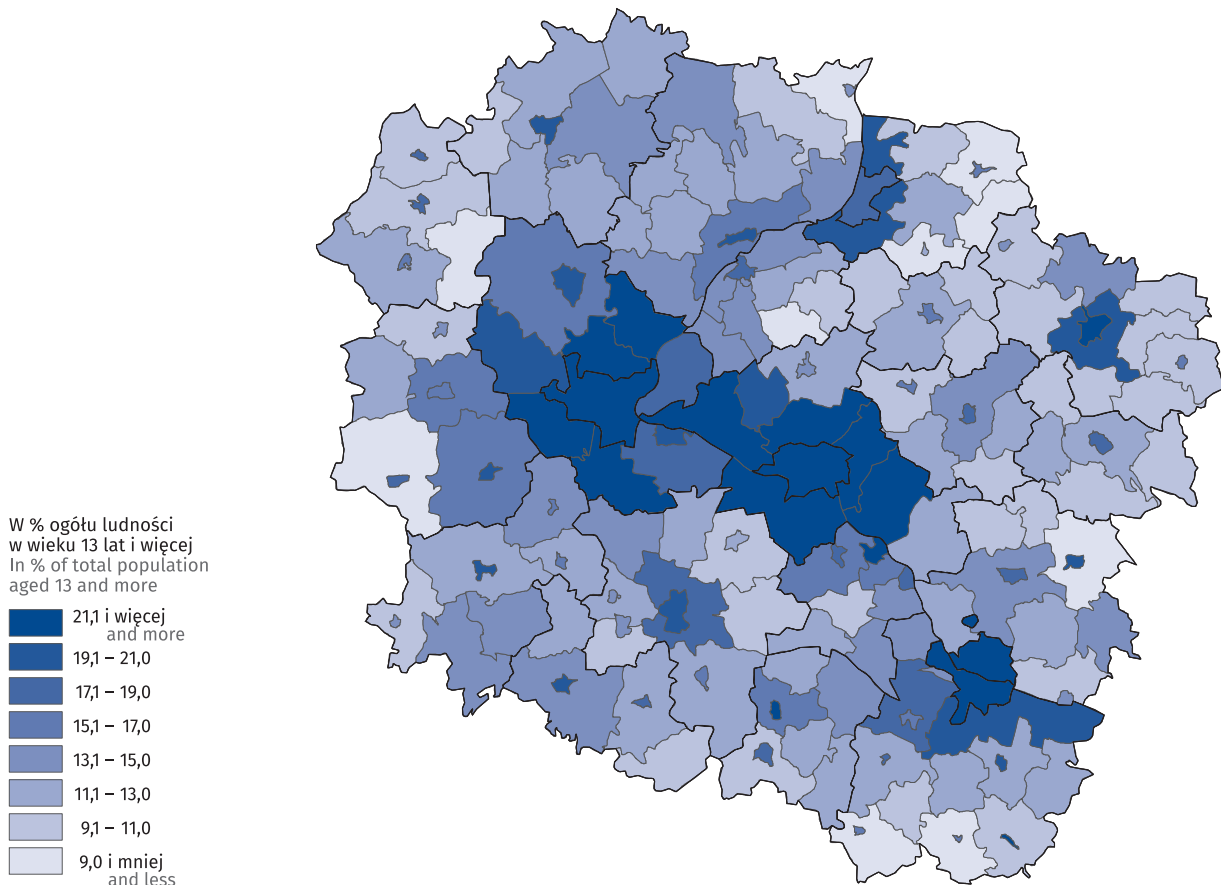 W % ogółu ludności
w wieku 13 lat i więcej
In % of total population
aged 13 and more
21,1 i więcej
and more
19,1 – 21,0
17,1 – 19,0
15,1 – 17,0
13,1 – 15,0
11,1 – 13,0
9,1 – 11,0
9,0 i mniej
and less